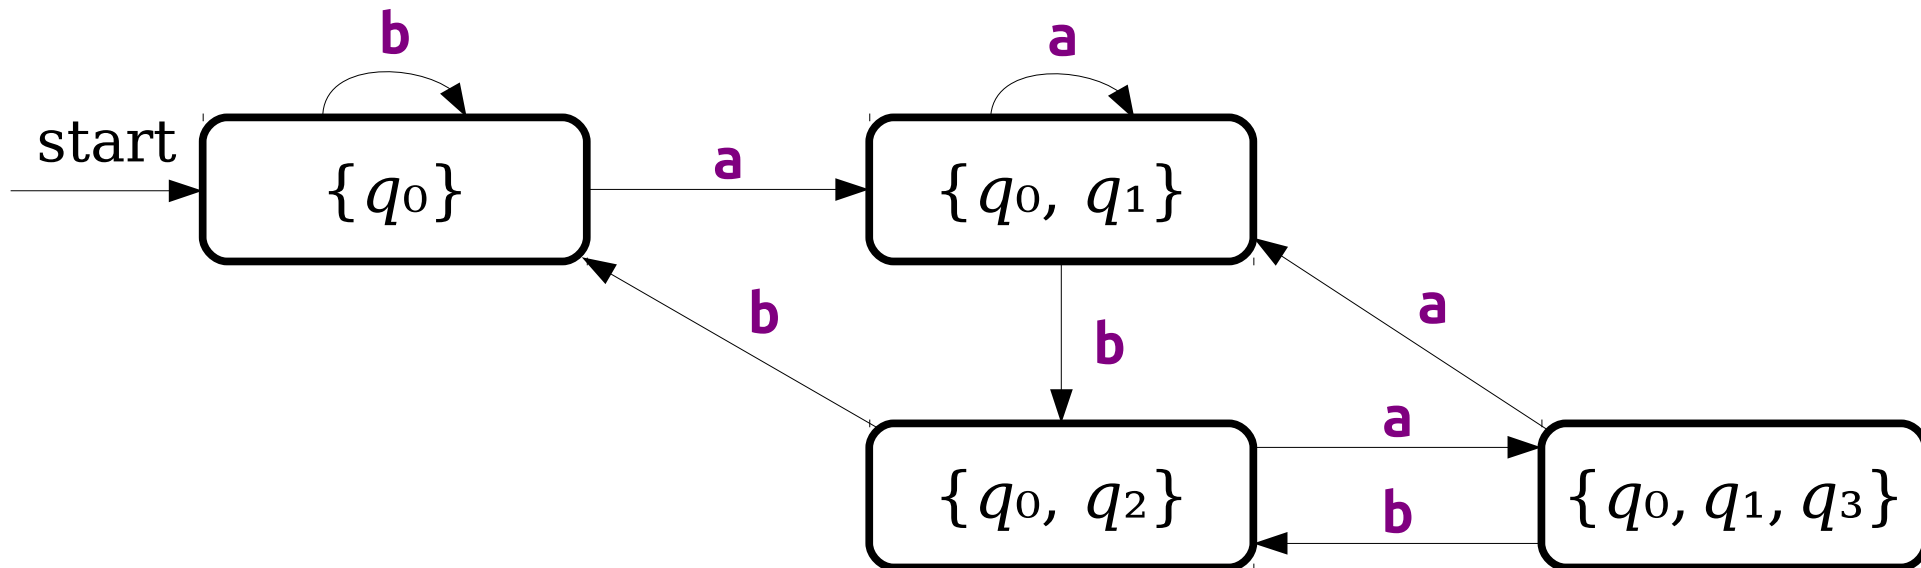 b
a
start
{q₀}
a
{q₀, q₁}
b
b
a
{q₀, q₂}
a
b
{q₀, q₁, q₃}